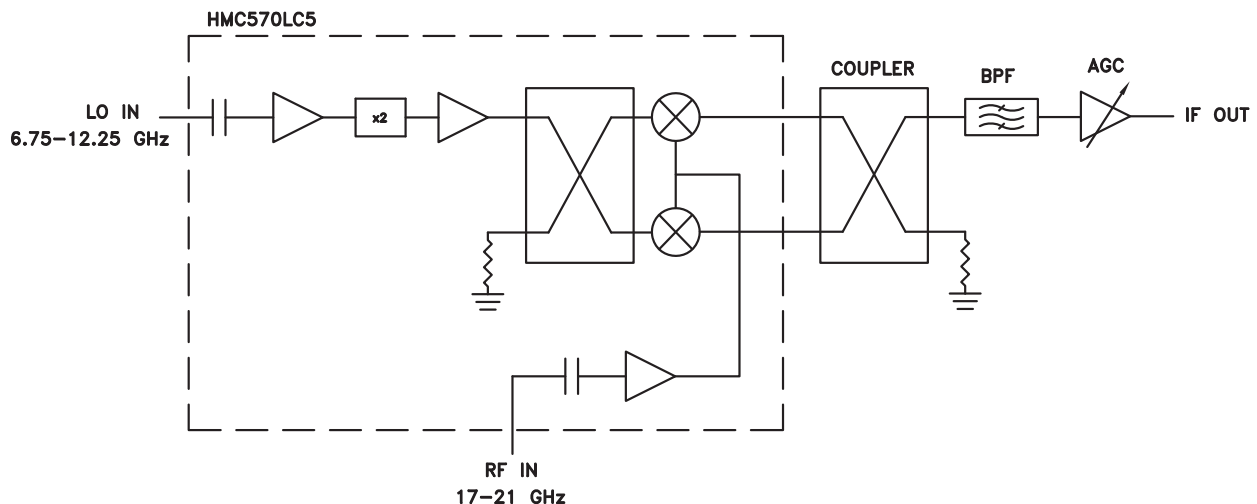 HMC570LC5
LO IN
6.75-12.25 GHz
x2
COUPLER
BPF
AGC
IF OUT
RF IN
17-21 GHz